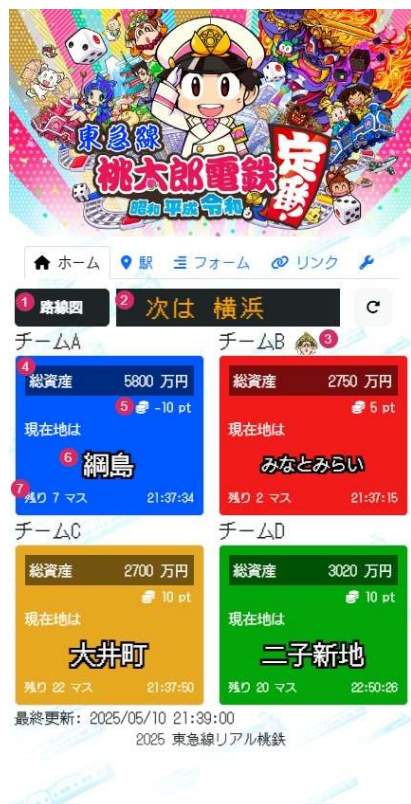 東急線
桃太郎電鉄
定番!
昭和 平成 令和
ホーム 駅 フォーム リンク
1 路線図 2 次は 横浜
チームA
4 総資産 5800 万円
5 -10 pt
現在地は
6 綱島
7 残り 7 マス 21:37:34
チームB 3
総資産 2750 万円
5 pt
現在地は
みなとみらい
残り 2 マス 21:37:15
チームC
総資産 2700 万円
10 pt
現在地は
大井町
残り 22 マス 21:37:50
チームD
総資産 3020 万円
10 pt
現在地は
二子新地
残り 20 マス 22:50:26
最終更新: 2025/05/10 21:39:00
2025 東急線リアル桃鉄